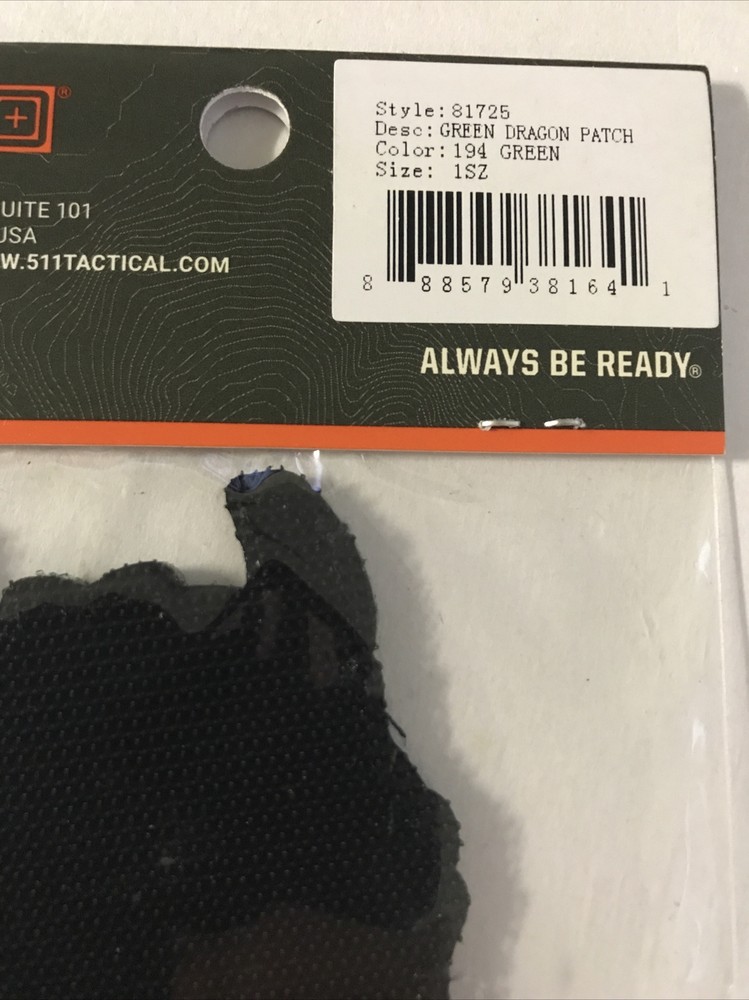 ®
UITE 101
USA
W.511TACTICAL.COM
Style: 81725
Desc: GREEN DRAGON PATCH
Color: 194 GREEN
Size: 1SZ
8 88579 38164 1
ALWAYS BE READY®